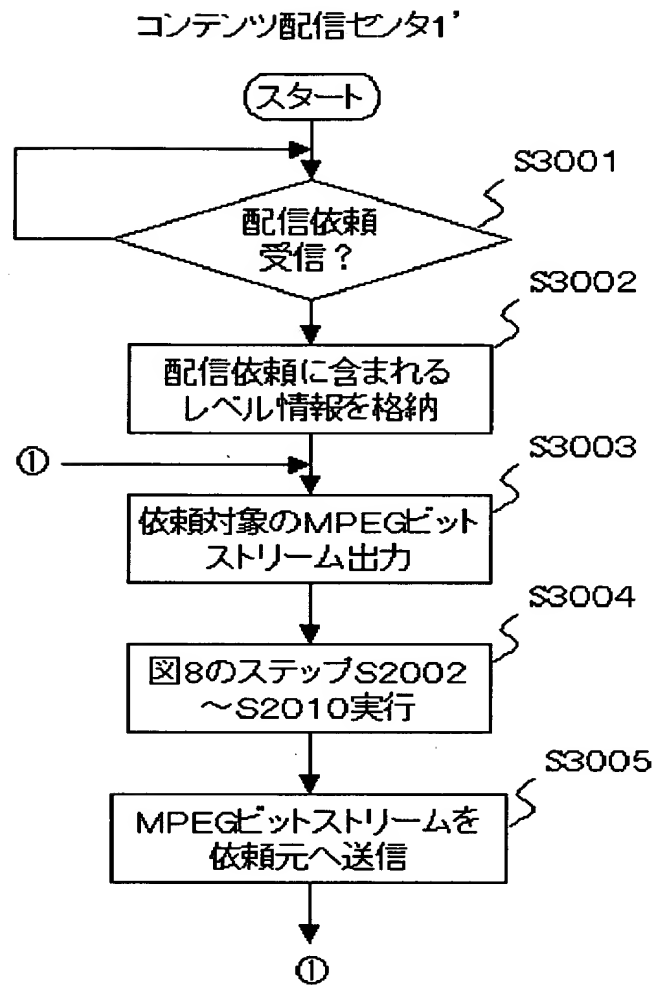 コンテンツ配信センタ1'
スタート
S3001
配信依頼
受信？
S3002
配信依頼に含まれる
レベル情報を格納
①
S3003
依頼対象のMPEGビット
ストリーム出力
S3004
図8のステップS2002
～S2010実行
S3005
MPEGビットストリームを
依頼元へ送信
①